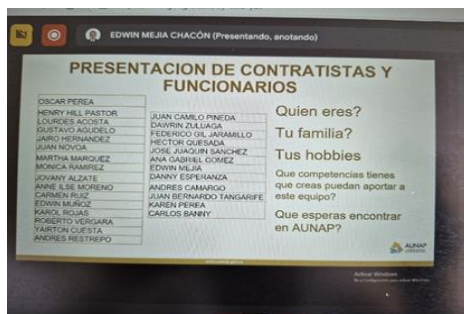 EDWIN MEJIA CHACÓN (Presentando, anotando)
PRESENTACION DE CONTRATISTAS Y
FUNCIONARIOS
OSCAR PEREA
HENRY HILL PASTOR
LOURDES ACOSTA
GUSTAVO AGUDELO
JAIRO HERNANDEZ
JUAN NOVOA
MARTHA MARQUEZ
MONICA RAMIREZ
JOVANY ALZATE
ANNE ILSE MORENO
CARMEN RUIZ
EDWIN MUÑOZ
KAROL ROJAS
ROBERTO VERGARA
YAIRTON CUESTA
ANDRES RESTREPO
JUAN CAMILO PINEDA
DAWRIN ZULUAGA
FEDERICO GIL JARAMILLO
HECTOR QUESADA
JOSE JUAQUIN SANCHEZ
ANA GABRIEL GOMEZ
EDWIN MEJIA
DANNY ESPERANZA
ANDRES CAMARGO
JUAN BERNARDO TANGARIFE
KAREN PEREA
CARLOS BANNY
Quien eres?
Tu familia?
Tus hobbies
Que competencias tienes
que creas puedan aportar a
este equipo?
Que esperas encontrar
en AUNAP?
AUNAP
Activar Windows